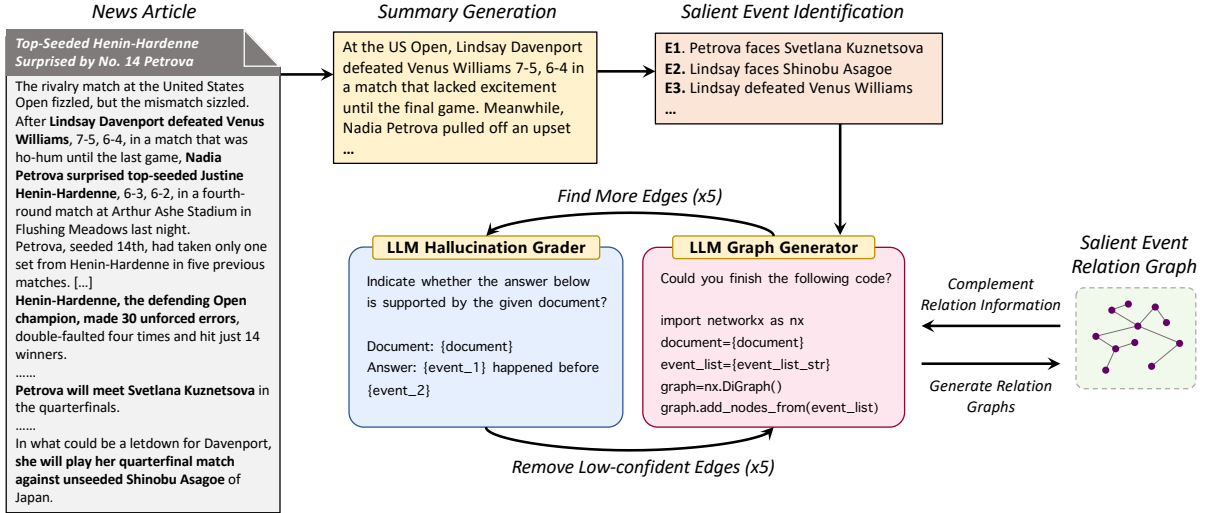 News Article
Top-Seeded Henin-Hardenne
Surprised by No. 14 Petrova
The rivalry match at the United States
Open fizzled, but the mismatch sizzled.
After Lindsay Davenport defeated Venus
Williams, 7-5, 6-4, in a match that was
ho-hum until the last game, Nadia
Petrova surprised top-seeded Justine
Henin-Hardenne, 6-3, 6-2, in a fourth-
round match at Arthur Ashe Stadium in
Flushing Meadows last night.
Petrova, seeded 14th, had taken only one
set from Henin-Hardenne in five previous
matches. […]
Henin-Hardenne, the defending Open
champion, made 30 unforced errors,
double-faulted four times and hit just 14
winners.
……
Petrova will meet Svetlana Kuznetsova in
the quarterfinals.
……
In what could be a letdown for Davenport,
she will play her quarterfinal match
against unseeded Shinobu Asagoe of
Japan.
Summary Generation
At the US Open, Lindsay Davenport
defeated Venus Williams 7-5, 6-4 in
a match that lacked excitement
until the final game. Meanwhile,
Nadia Petrova pulled off an upset
...
Salient Event Identification
E1. Petrova faces Svetlana Kuznetsova
E2. Lindsay faces Shinobu Asagoe
E3. Lindsay defeated Venus Williams
...
Find More Edges (x5)
LLM Hallucination Grader
Indicate whether the answer below
is supported by the given document?
Document: {document}
Answer: {event_1} happened before
{event_2}
LLM Graph Generator
Could you finish the following code?
import networkx as nx
document={document}
event_list={event_list_str}
graph=nx.DiGraph()
graph.add_nodes_from(event_list)
Remove Low-confident Edges (x5)
Salient Event
Relation Graph
Complement
Relation Information
Generate Relation
Graphs